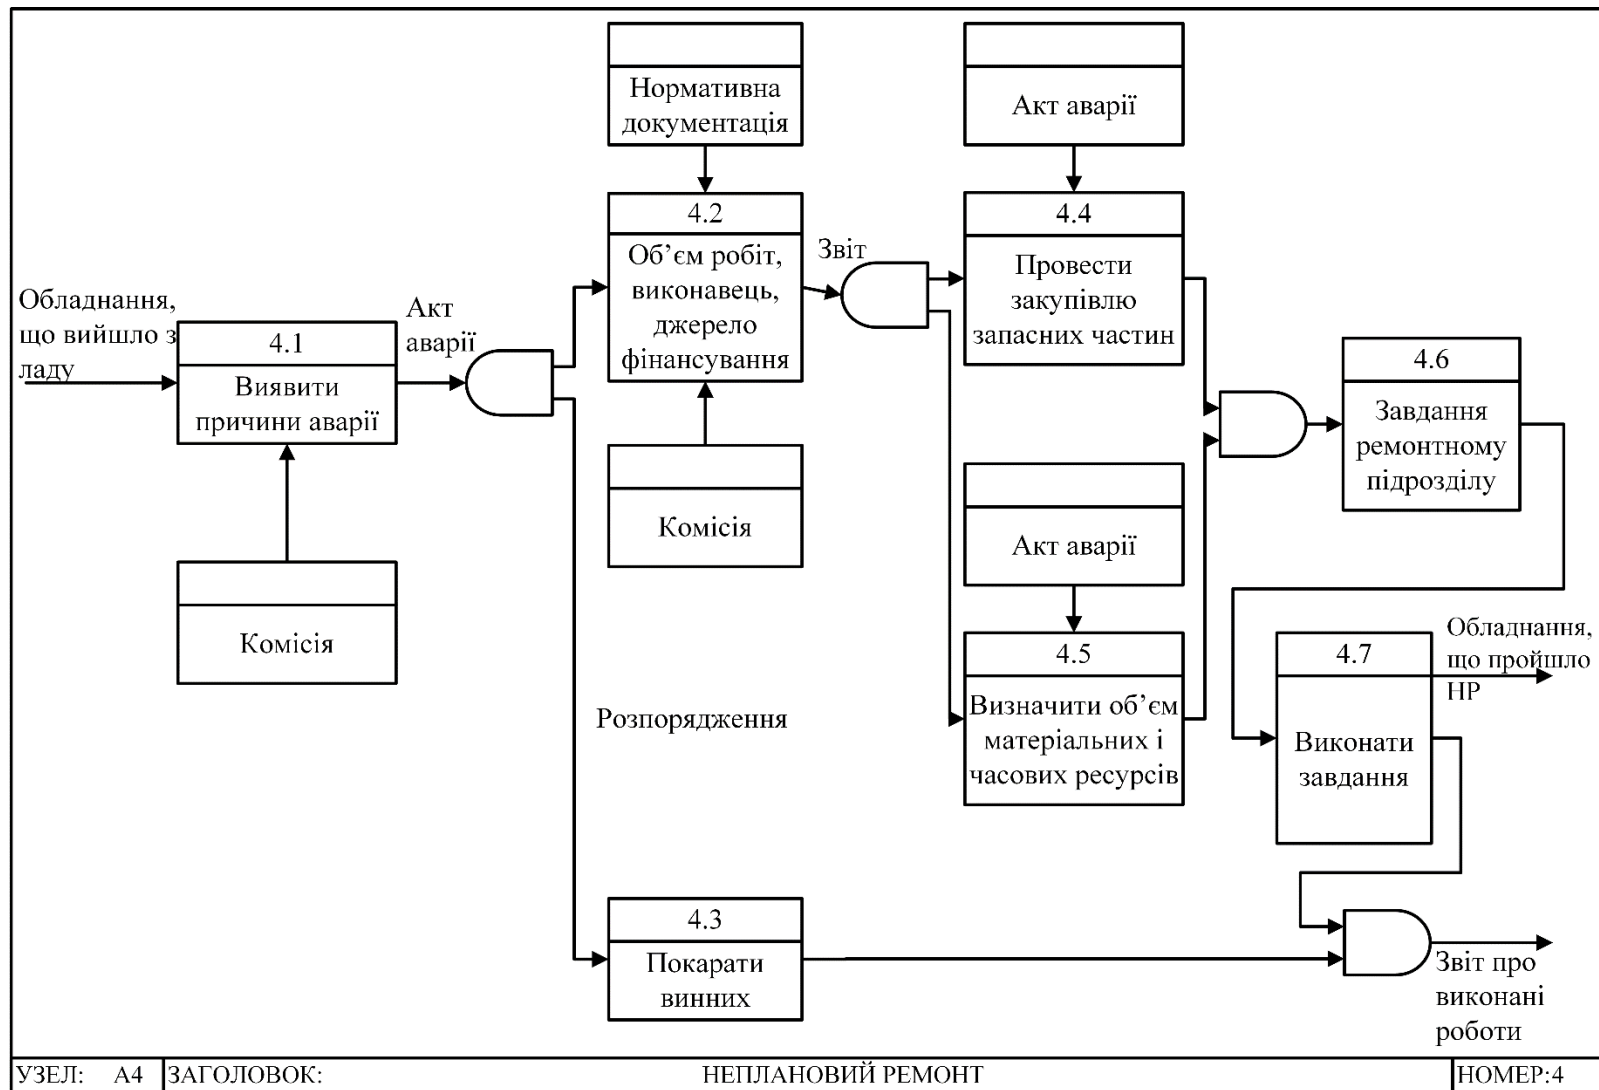 Нормативна
документація
Акт аварії
4.2
Об’єм робіт,
виконавець,
джерело
фінансування
Звіт
4.4
Провести
закупівлю
запасних частин
Обладнання,
що вийшло з
ладу
4.1
Виявити
причини аварії
Акт
аварії
4.6
Завдання
ремонтному
підрозділу
Комісія
Комісія
Акт аварії
Розпорядження
4.5
Визначити об’єм
матеріальних і
часових ресурсів
4.7
Виконати
завдання
Обладнання,
що пройшло
НР
4.3
Покарати
винних
Звіт про
виконані
роботи
УЗЕЛ: А4 ЗАГОЛОВОК: НЕПЛАНОВИЙ РЕМОНТ НОМЕР:4